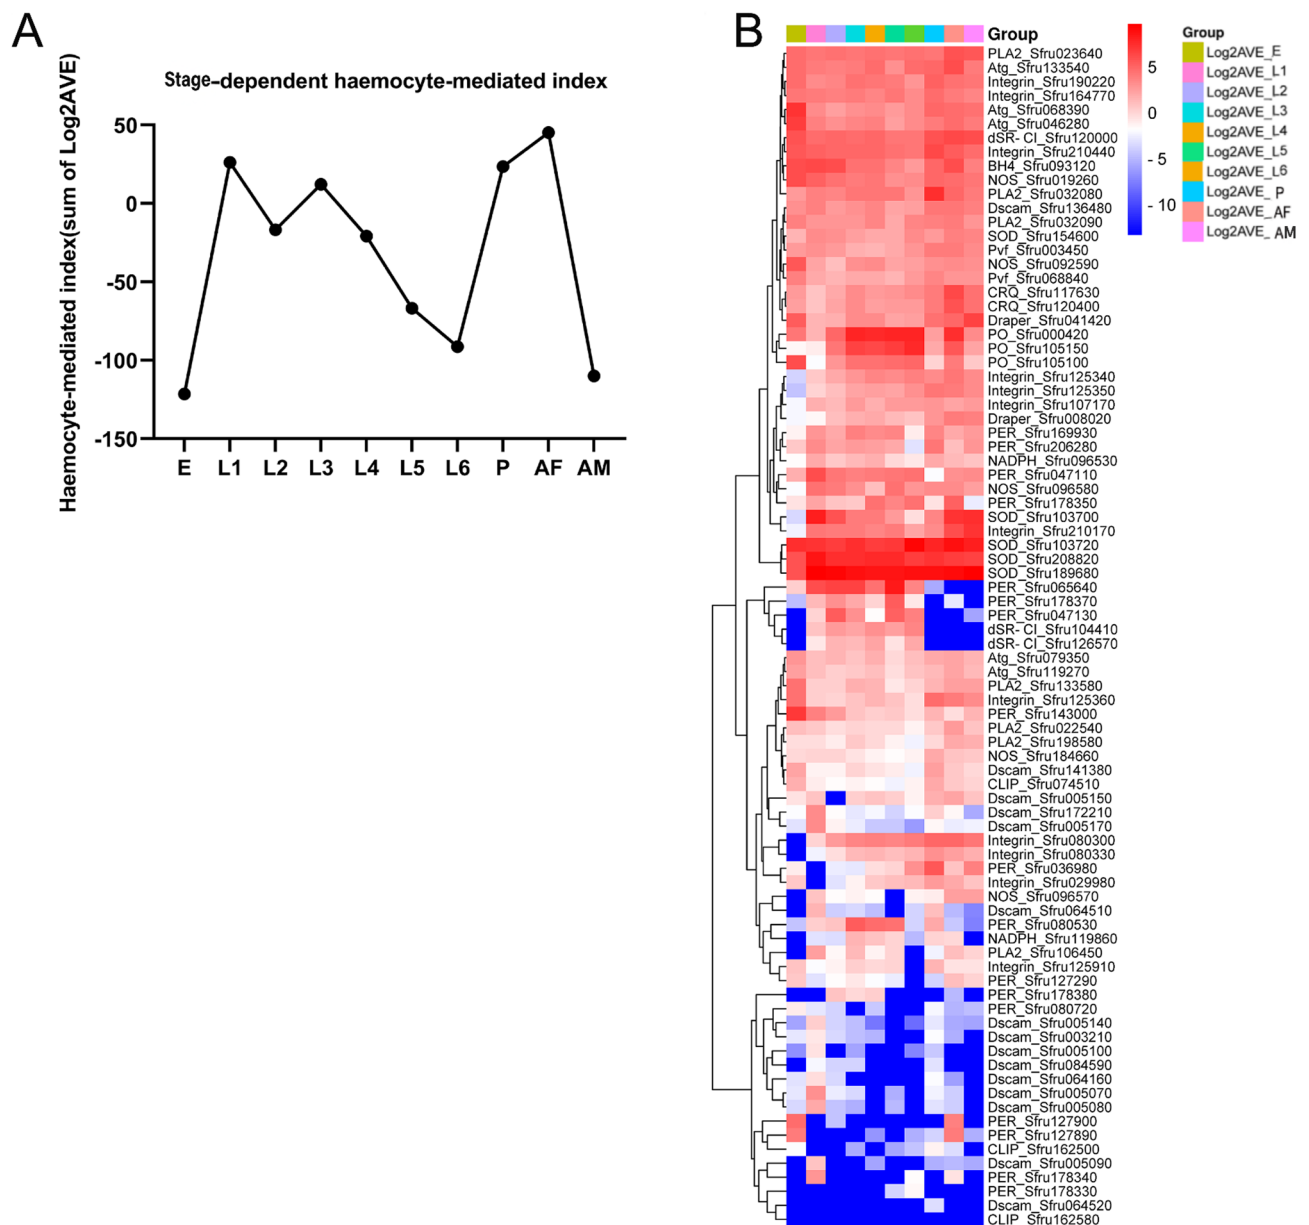 A
Stage-dependent haemocyte-mediated index
Haemocyte-mediated index(sum of Log2AVE)
50
0
-50
-100
-150
E L1 L2 L3 L4 L5 L6 P AF AM
B
Group
PLA2_Sfru023640
Atg_Sfru133540
Integrin_Sfru190220
Integrin_Sfru164770
Atg_Sfru068390
Atg_Sfru046280
dSR- CI_Sfru120000
Integrin_Sfru210440
BH4_Sfru093120
NOS_Sfru019260
PLA2_Sfru032080
Dscam_Sfru136480
PLA2_Sfru032090
SOD_Sfru154600
Pvf_Sfru003450
NOS_Sfru092590
Pvf_Sfru068840
CRQ_Sfru117630
CRQ_Sfru120400
Draper_Sfru041420
PO_Sfru000420
PO_Sfru105150
PO_Sfru105100
Integrin_Sfru125340
Integrin_Sfru125350
Integrin_Sfru107170
Draper_Sfru008020
PER_Sfru169930
PER_Sfru206280
NADPH_Sfru096530
PER_Sfru047110
NOS_Sfru096580
PER_Sfru178350
SOD_Sfru103700
Integrin_Sfru210170
SOD_Sfru103720
SOD_Sfru208820
SOD_Sfru189680
PER_Sfru065640
PER_Sfru178370
PER_Sfru047130
dSR- CI_Sfru104410
dSR- CI_Sfru126570
Atg_Sfru079350
Atg_Sfru119270
PLA2_Sfru133580
Integrin_Sfru125360
PER_Sfru143000
PLA2_Sfru022540
PLA2_Sfru198580
NOS_Sfru184660
Dscam_Sfru141380
CLIP_Sfru074510
Dscam_Sfru005150
Dscam_Sfru172210
Dscam_Sfru005170
Integrin_Sfru080300
Integrin_Sfru080330
PER_Sfru036980
Integrin_Sfru029980
NOS_Sfru096570
Dscam_Sfru064510
PER_Sfru080530
NADPH_Sfru119860
PLA2_Sfru106450
Integrin_Sfru125910
PER_Sfru127290
PER_Sfru178380
PER_Sfru080720
Dscam_Sfru005140
Dscam_Sfru003210
Dscam_Sfru005100
Dscam_Sfru084590
Dscam_Sfru064160
Dscam_Sfru005070
Dscam_Sfru005080
PER_Sfru127900
PER_Sfru127890
CLIP_Sfru162500
Dscam_Sfru005090
PER_Sfru178340
PER_Sfru178330
Dscam_Sfru064520
CLIP_Sfru162580
5
0
- 5
- 10
Group
Log2AVE_E
Log2AVE_L1
Log2AVE_L2
Log2AVE_L3
Log2AVE_L4
Log2AVE_L5
Log2AVE_L6
Log2AVE_ P
Log2AVE_AF
Log2AVE_ AM